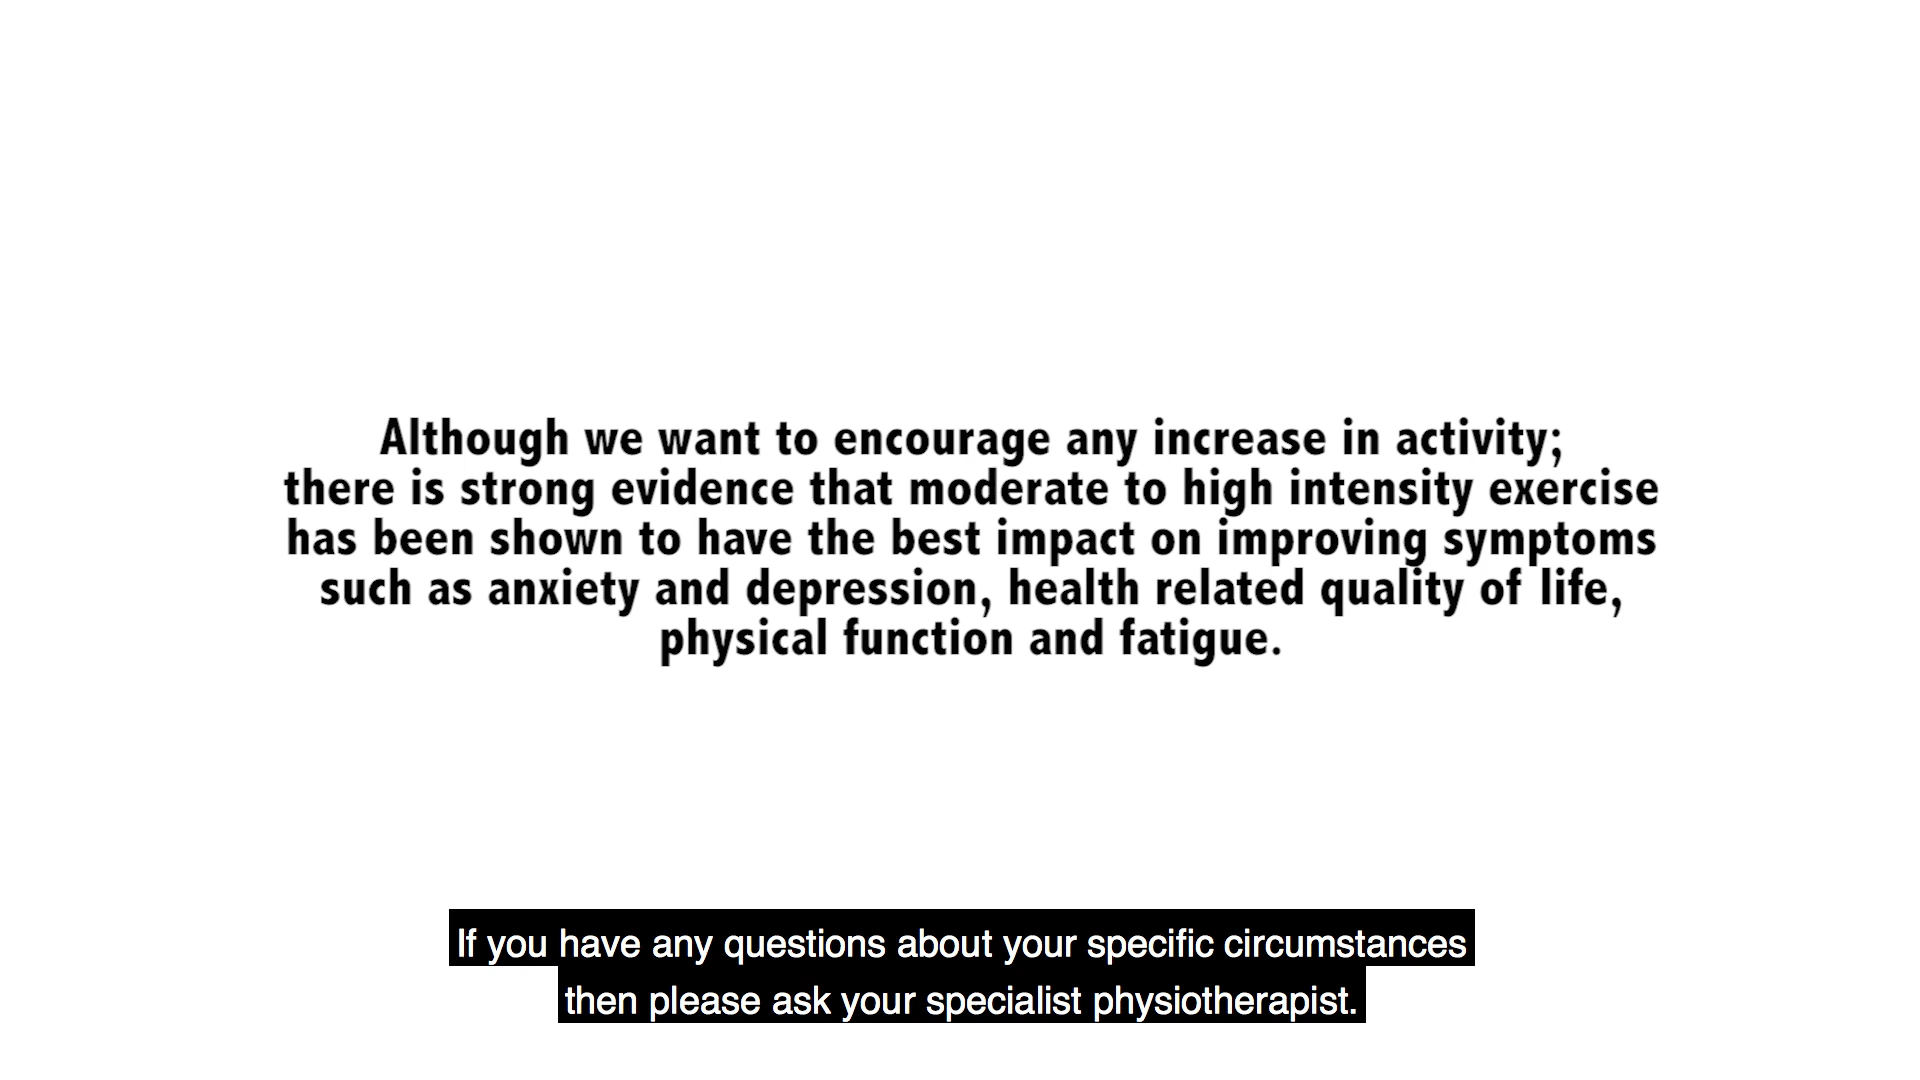 Although we want to encourage any increase in activity;
there is strong evidence that moderate to high intensity exercise
has been shown to have the best impact on improving symptoms
such as anxiety and depression, health related quality of life,
physical function and fatigue.
If you have any questions about your specific circumstances
then please ask your specialist physiotherapist.